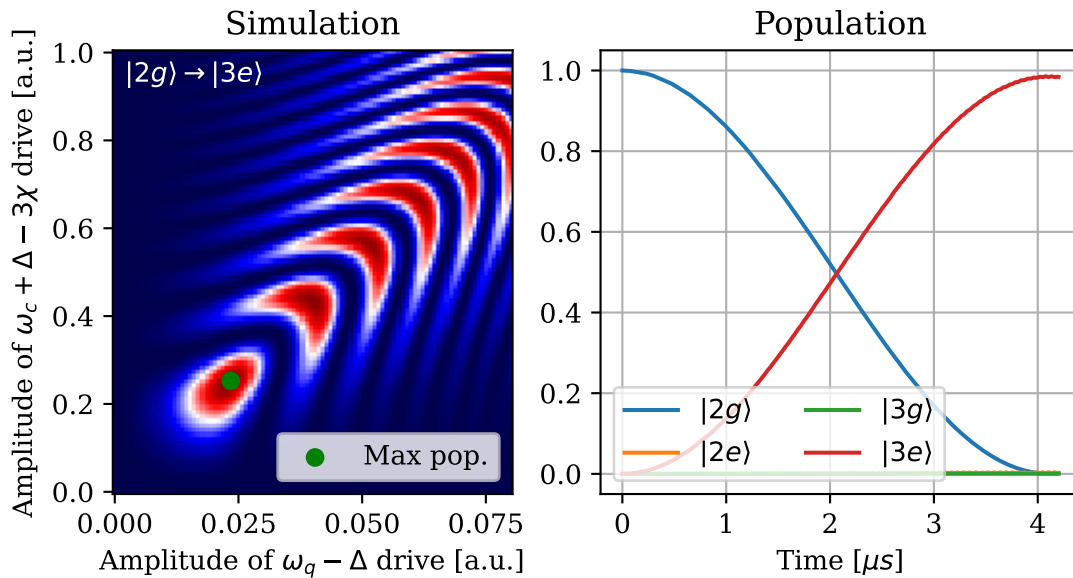 Simulation
|2g⟩ → |3e⟩
1.0
0.8
0.6
0.4
0.2
0.0
Amplitude of ω_c + Δ − 3χ drive [a.u.]
Max pop.
0.000
0.025
0.050
0.075
Amplitude of ω_q − Δ drive [a.u.]
Population
1.0
0.8
0.6
0.4
0.2
0.0
|2g⟩
|3g⟩
|2e⟩
|3e⟩
0
1
2
3
4
Time [μs]